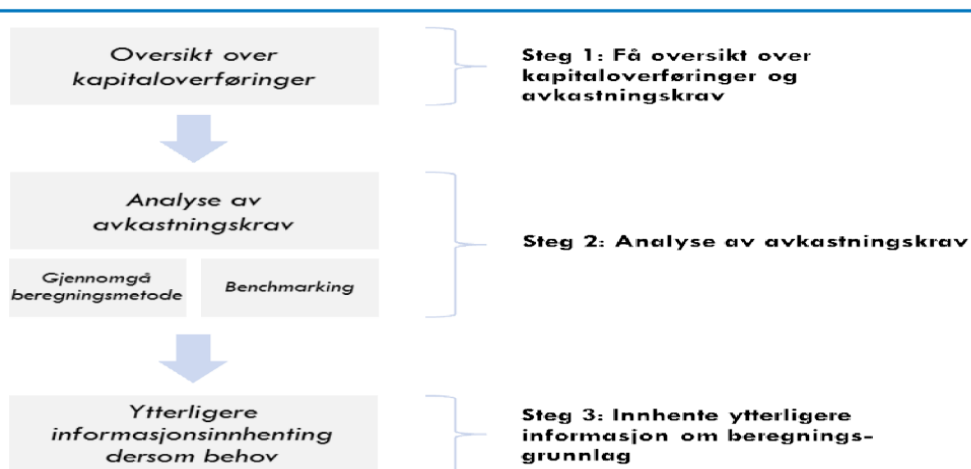 Oversikt over
kapitaloverføringer
Steg 1: Få oversikt over
kapitaloverføringer og
avkastningskrav
Analyse av
avkastningskrav
Gjennomgå
beregningsmetode
Benchmarking
Steg 2: Analyse av avkastningskrav
Ytterligere
informasjonsinnhenting
dersom behov
Steg 3: Innhente ytterligere
informasjon om beregnings-
grunnlag